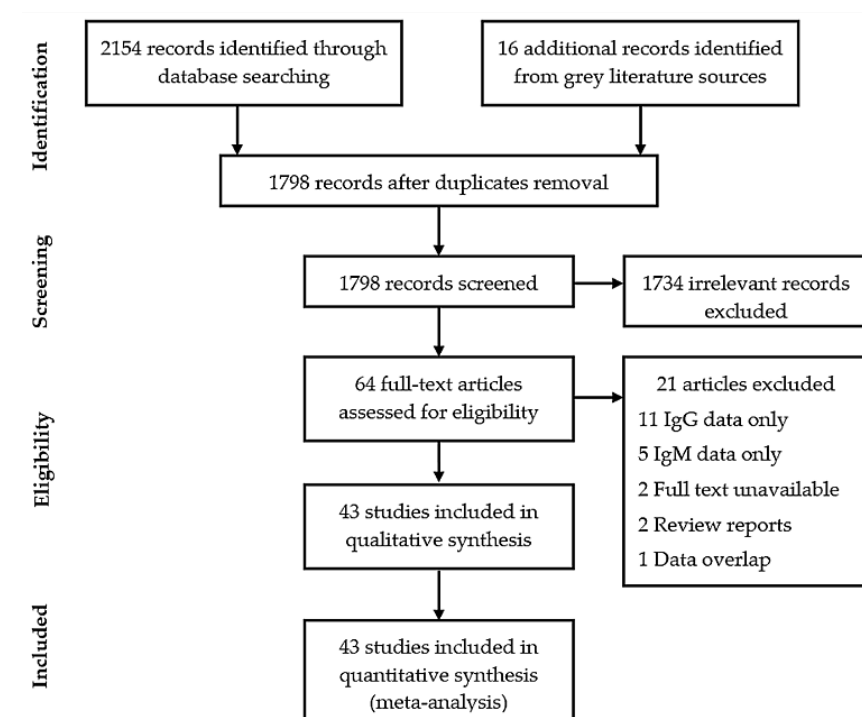 Identification
2154 records identified through
database searching
16 additional records identified
from grey literature sources
1798 records after duplicates removal
Screening
1798 records screened
1734 irrelevant records
excluded
Eligibility
64 full-text articles
assessed for eligibility
21 articles excluded
11 IgG data only
5 IgM data only
2 Full text unavailable
2 Review reports
1 Data overlap
43 studies included in
qualitative synthesis
Included
43 studies included in
quantitative synthesis
(meta-analysis)